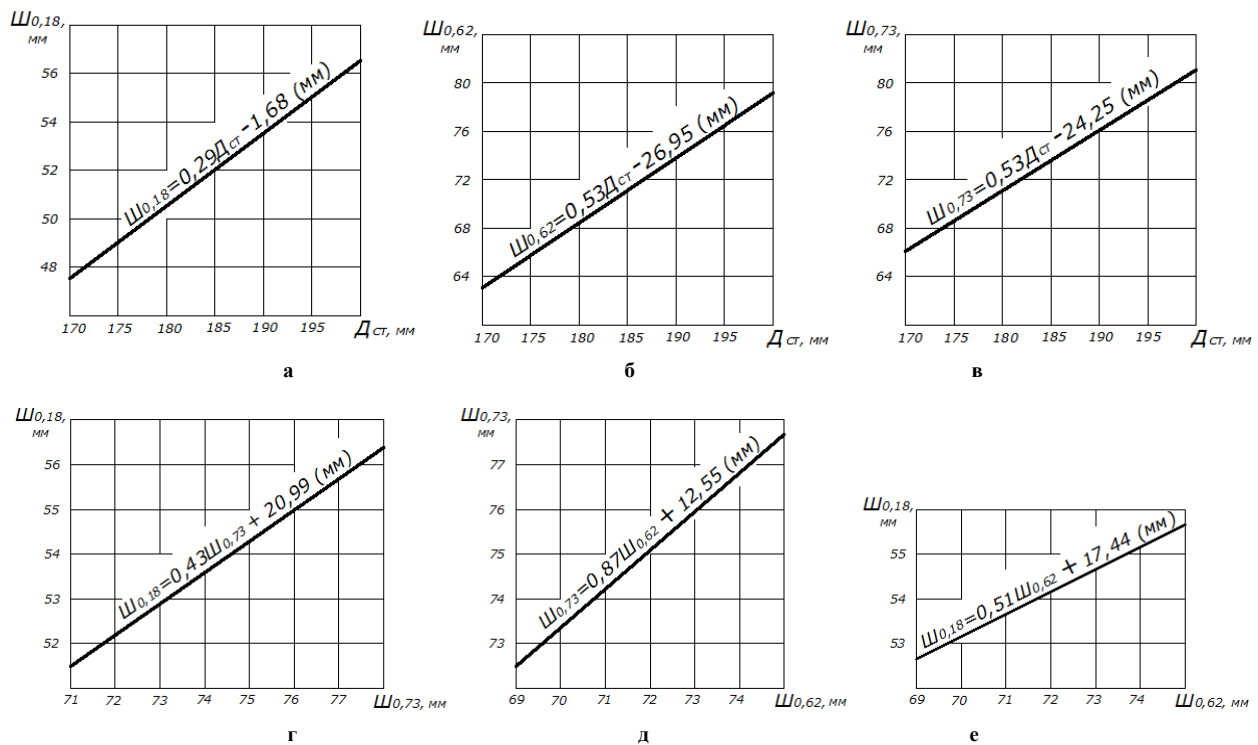 Ш0,18, мм
56
54
52
50
48
170 175 180 185 190 195 Дст, мм
Ш0,18=0,29Дст-1,68 (мм)
а
Ш0,62, мм
80
76
72
68
64
170 175 180 185 190 195 Дст, мм
Ш0,62=0,53Дст-26,95 (мм)
б
Ш0,73, мм
80
76
72
68
64
170 175 180 185 190 195 Дст, мм
Ш0,73=0,53Дст-24,25 (мм)
в
Ш0,18, мм
56
55
54
53
52
71 72 73 74 75 76 77 Ш0,73, мм
Ш0,18=0,43Ш0,73 + 20,99 (мм)
г
Ш0,73, мм
77
76
75
74
73
69 70 71 72 73 74 Ш0,62, мм
Ш0,73=0,87Ш0,62 + 12,55 (мм)
д
Ш0,18, мм
55
54
53
69 70 71 72 73 74 Ш0,62, мм
Ш0,18=0,51Ш0,62 + 17,44 (мм)
е